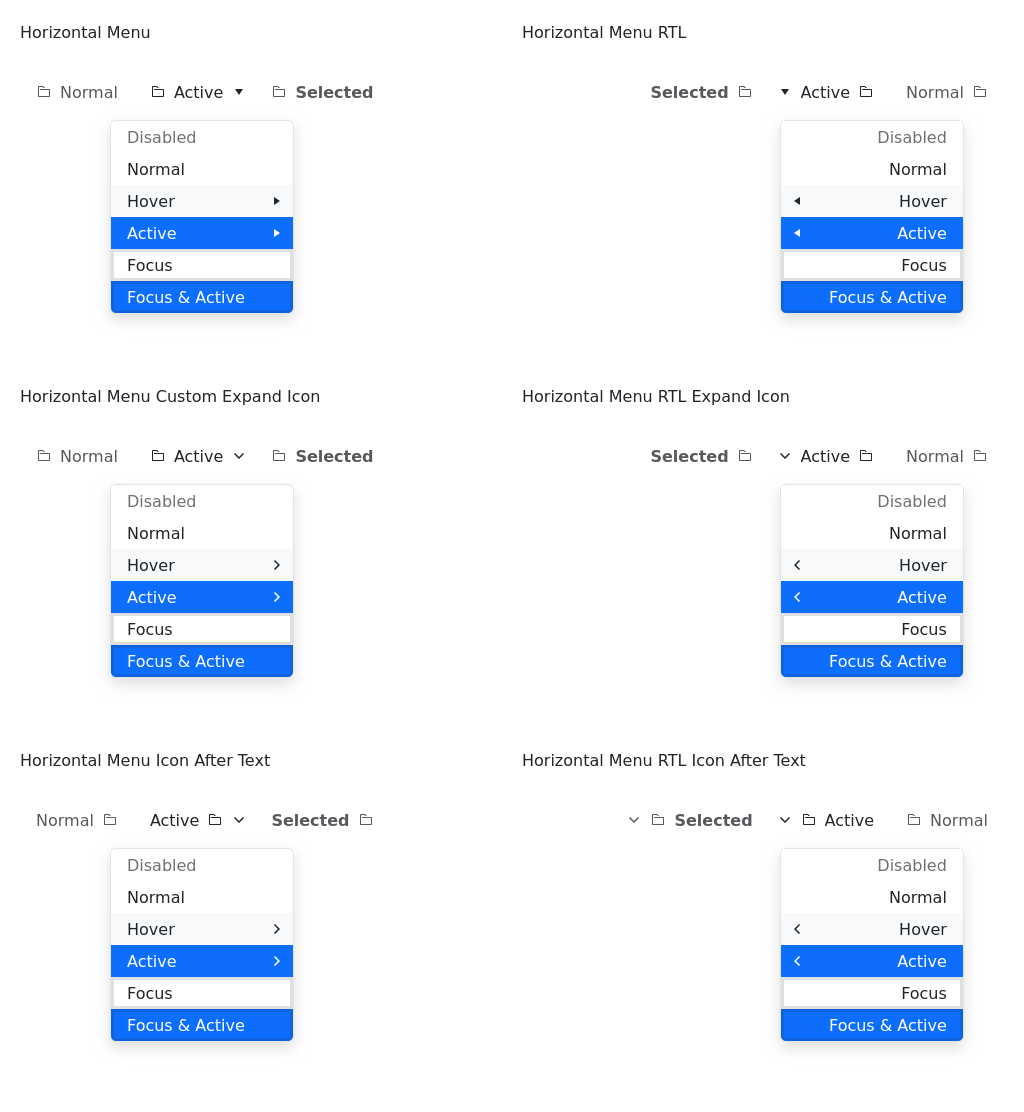 Horizontal Menu
Normal Active Selected
Disabled
Normal
Hover
Active
Focus
Focus & Active
Horizontal Menu RTL
Selected Active Normal
Disabled
Normal
Hover
Active
Focus
Focus & Active
Horizontal Menu Custom Expand Icon
Normal Active Selected
Disabled
Normal
Hover
Active
Focus
Focus & Active
Horizontal Menu RTL Expand Icon
Selected Active Normal
Disabled
Normal
Hover
Active
Focus
Focus & Active
Horizontal Menu Icon After Text
Normal Active Selected
Disabled
Normal
Hover
Active
Focus
Focus & Active
Horizontal Menu RTL Icon After Text
Selected Active Normal
Disabled
Normal
Hover
Active
Focus
Focus & Active